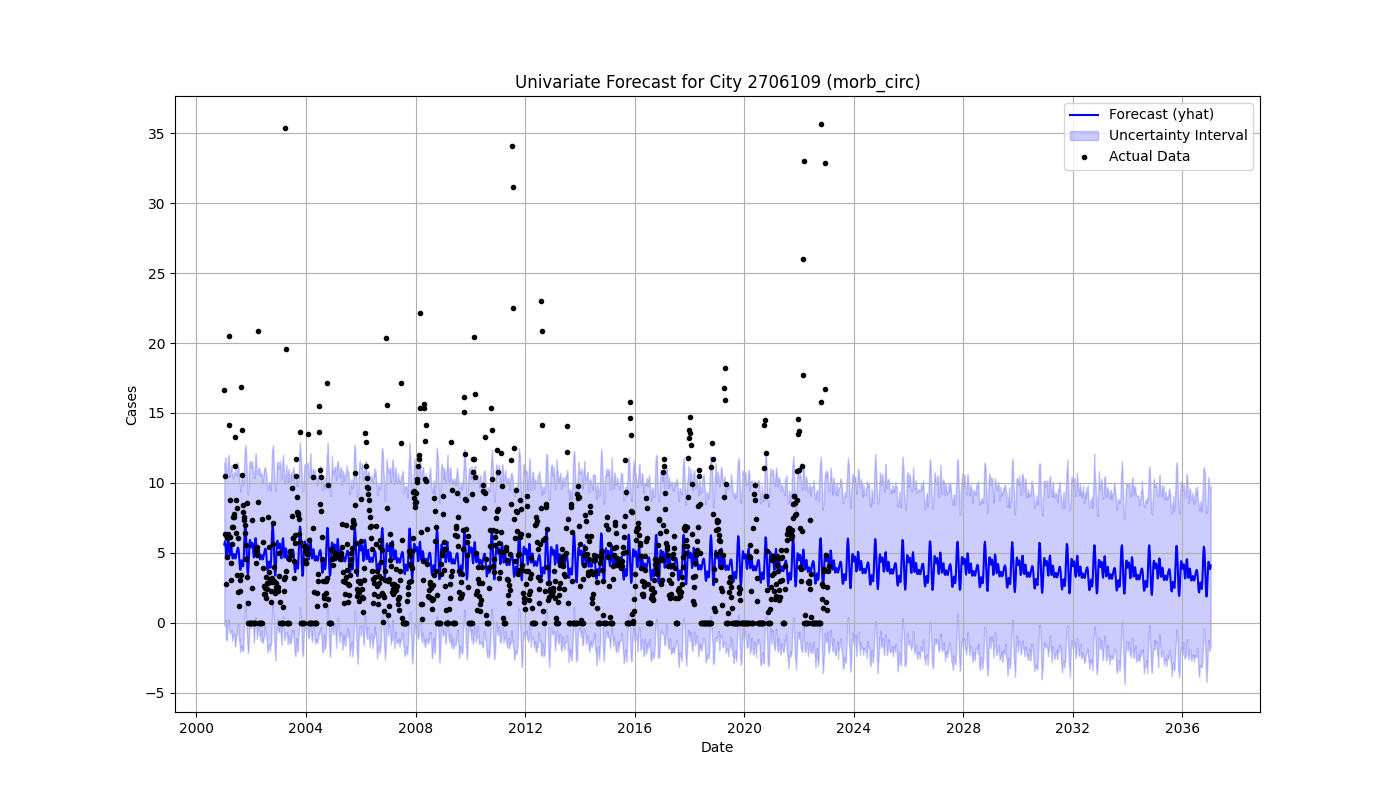 Univariate Forecast for City 2706109 (morb_circ)
Forecast (yhat)
Uncertainty Interval
Actual Data
Cases
35
30
25
20
15
10
5
0
−5
2000 2004 2008 2012 2016 2020 2024 2028 2032 2036
Date